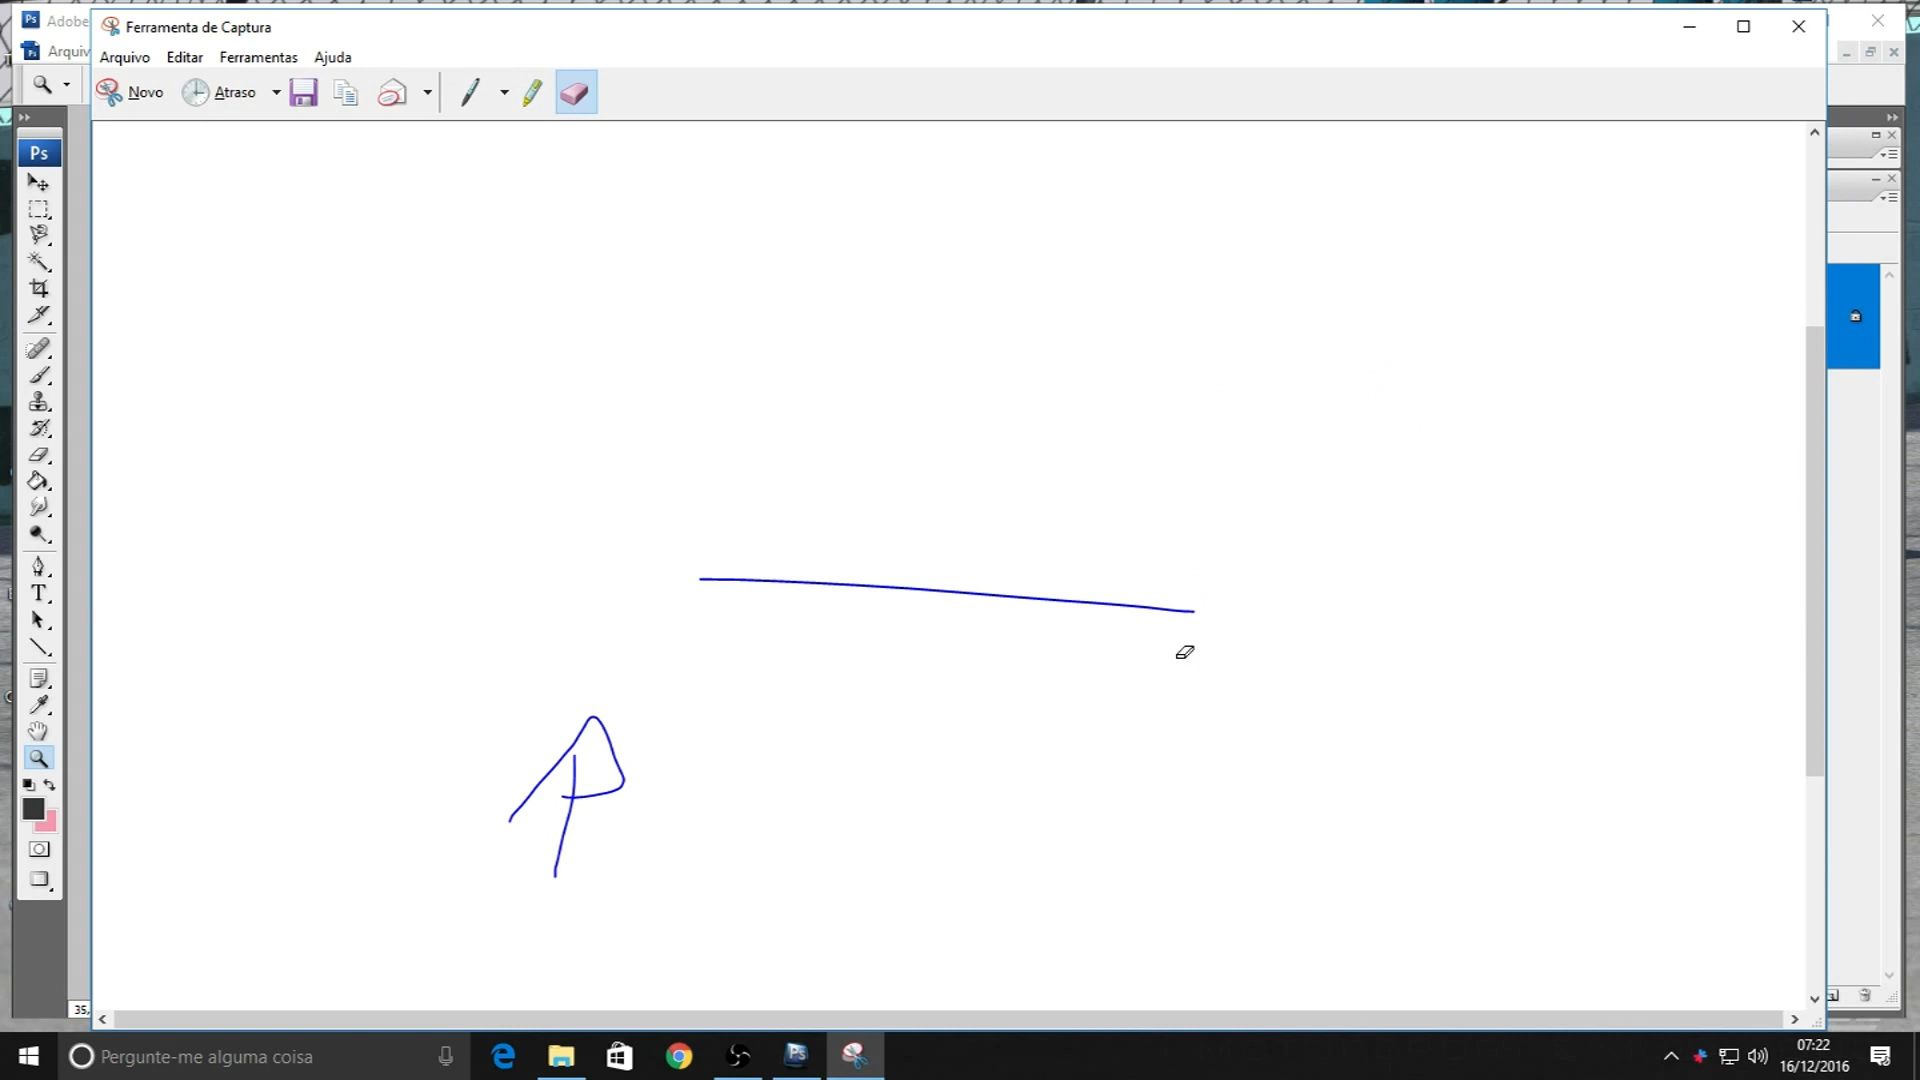 Adobe
Ferramenta de Captura
Arquiv
Arquivo Editar Ferramentas Ajuda
Novo Atraso
Ps
T
35,
Pergunte-me alguma coisa
07:22
16/12/2016